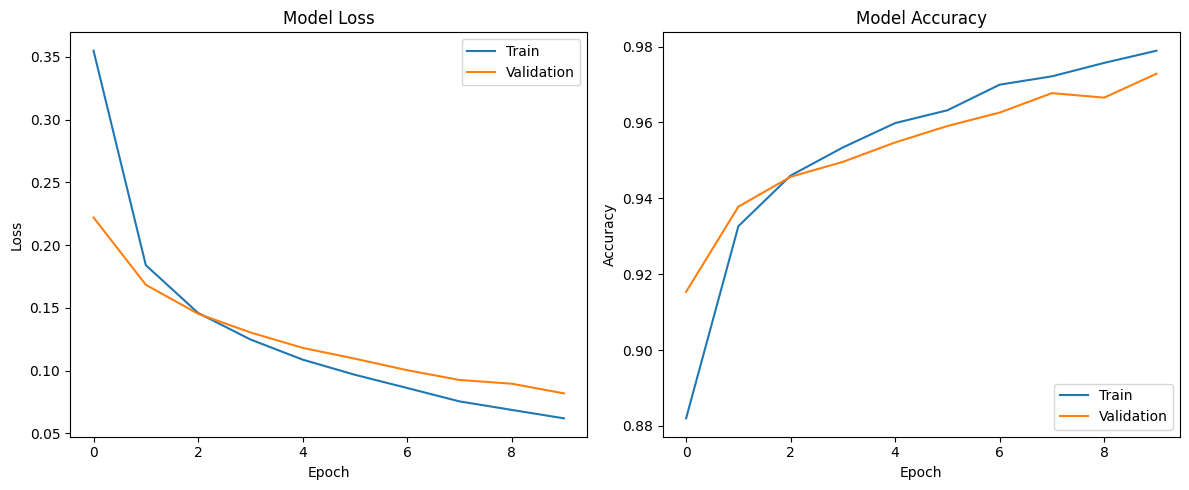 Model Loss
0.35
0.30
0.25
0.20
0.15
0.10
0.05
Loss
0
2
4
6
8
Epoch
Train
Validation
Model Accuracy
0.98
0.96
0.94
0.92
0.90
0.88
Accuracy
0
2
4
6
8
Epoch
Train
Validation